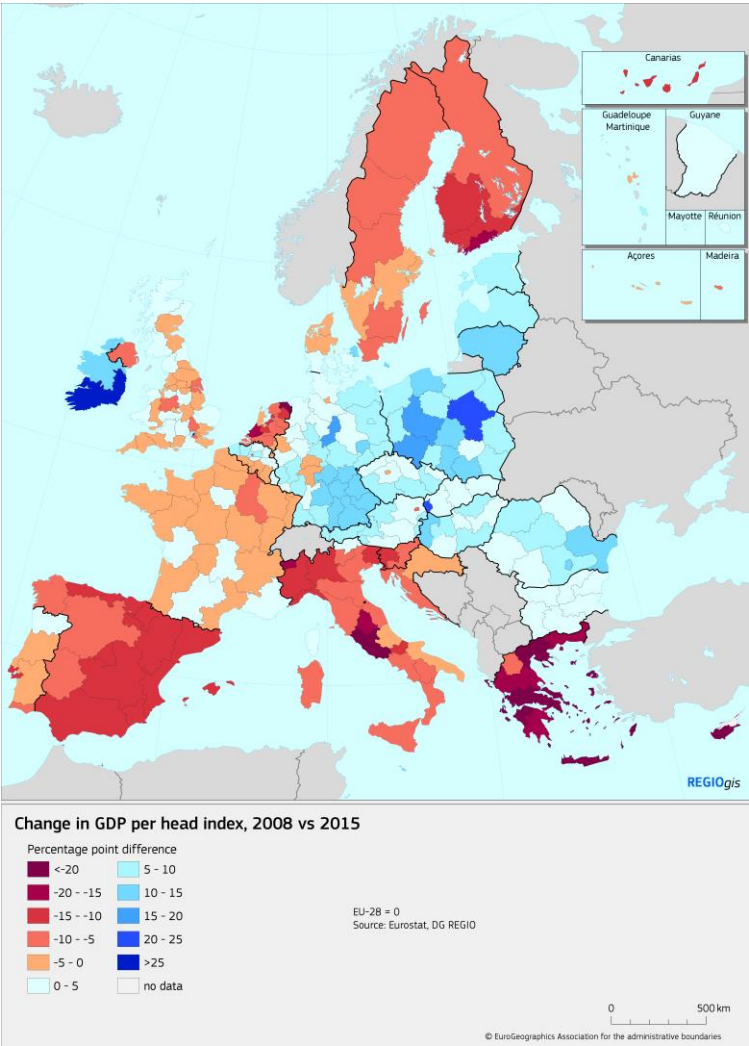 Canarias
Guadeloupe
Martinique
Guyane
Mayotte
Réunion
Açores
Madeira
REGIOgis
Change in GDP per head index, 2008 vs 2015
Percentage point difference
<-20
-20 - -15
-15 - -10
-10 - -5
-5 - 0
0 - 5
5 - 10
10 - 15
15 - 20
20 - 25
>25
no data
EU-28 = 0
Source: Eurostat, DG REGIO
0 500 km
© EuroGeographics Association for the administrative boundaries